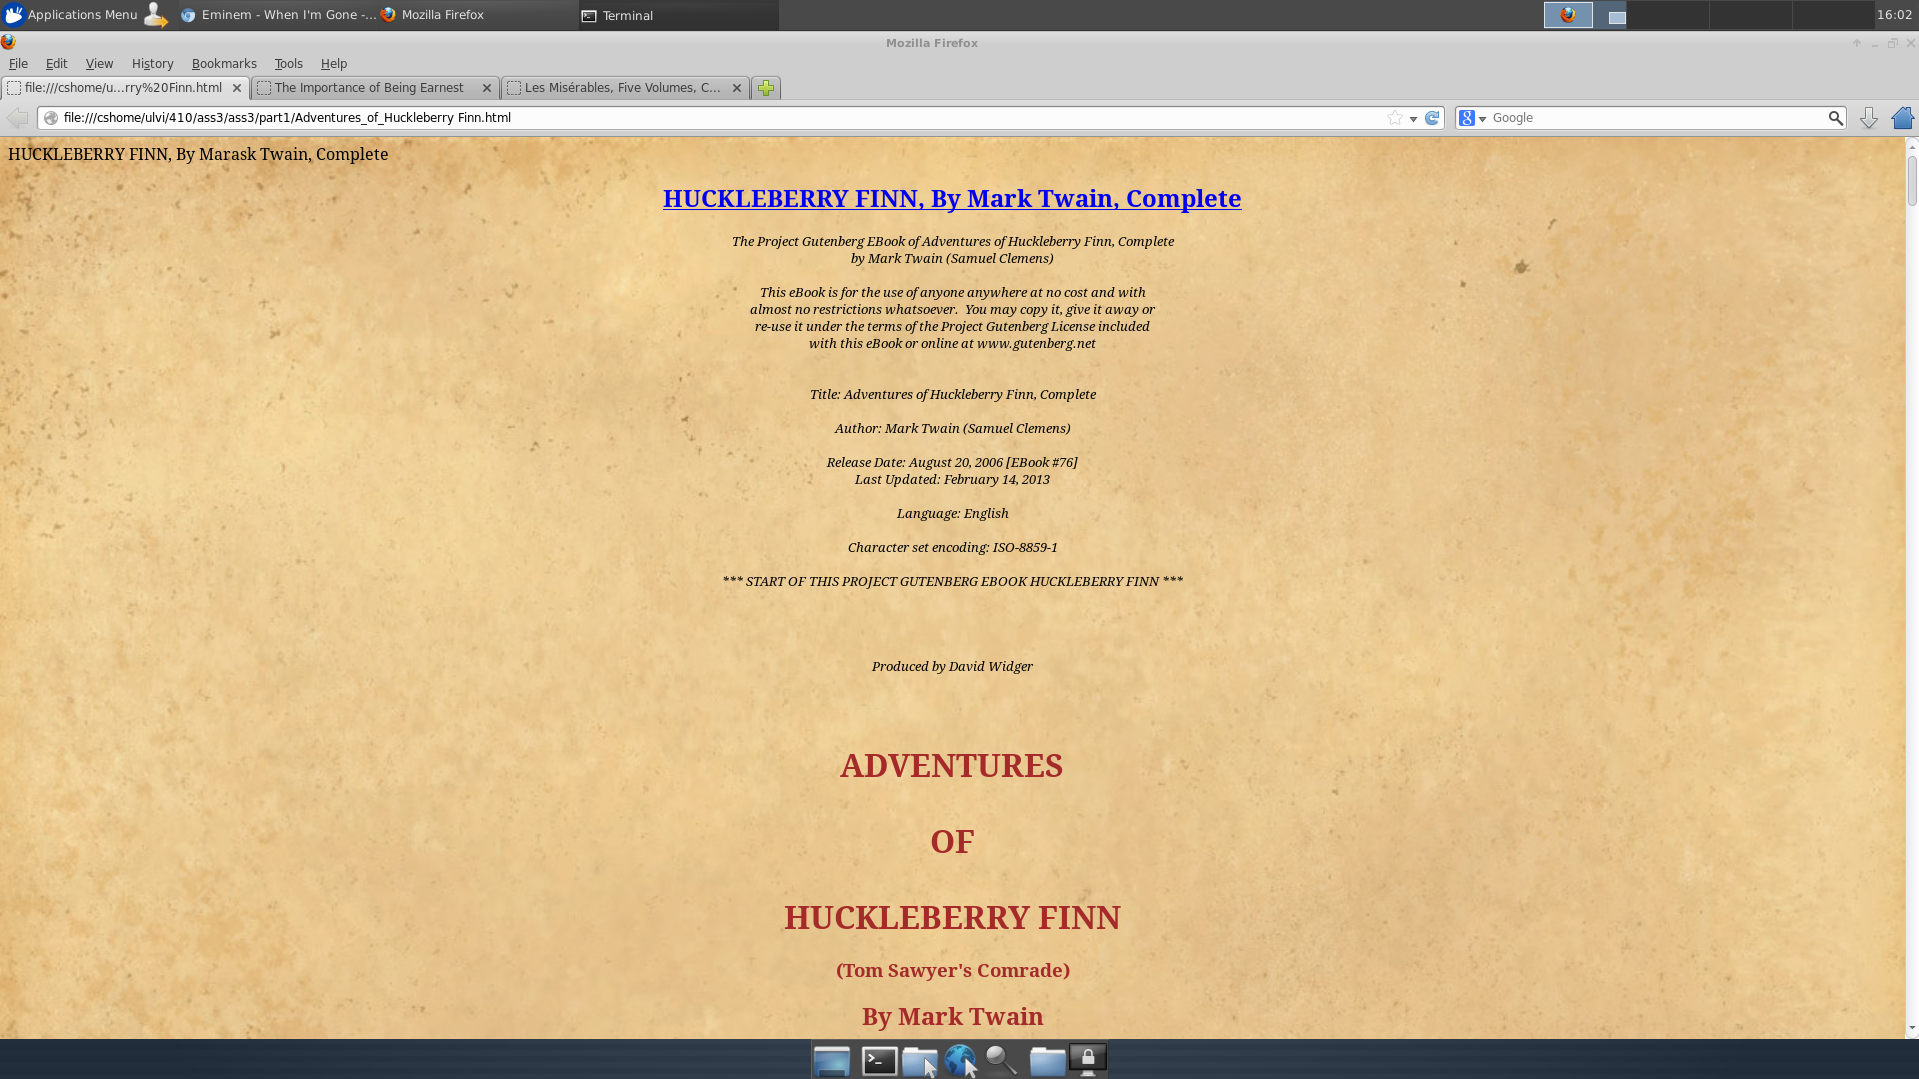 Applications Menu
Eminem - When I'm Gone -...
Mozilla Firefox
Terminal
16:02
Mozilla Firefox
File Edit View History Bookmarks Tools Help
file:///cshome/u...rry%20Finn.html
The Importance of Being Earnest
Les Misérables, Five Volumes, C...
file:///cshome/ulvi/410/ass3/ass3/part1/Adventures_of_Huckleberry Finn.html
Google
HUCKLEBERRY FINN, By Marask Twain, Complete
HUCKLEBERRY FINN, By Mark Twain, Complete
The Project Gutenberg EBook of Adventures of Huckleberry Finn, Complete
by Mark Twain (Samuel Clemens)
This eBook is for the use of anyone anywhere at no cost and with
almost no restrictions whatsoever.  You may copy it, give it away or
re-use it under the terms of the Project Gutenberg License included
with this eBook or online at www.gutenberg.net
Title: Adventures of Huckleberry Finn, Complete
Author: Mark Twain (Samuel Clemens)
Release Date: August 20, 2006 [EBook #76]
Last Updated: February 14, 2013
Language: English
Character set encoding: ISO-8859-1
*** START OF THIS PROJECT GUTENBERG EBOOK HUCKLEBERRY FINN ***
Produced by David Widger
ADVENTURES
OF
HUCKLEBERRY FINN
(Tom Sawyer's Comrade)
By Mark Twain